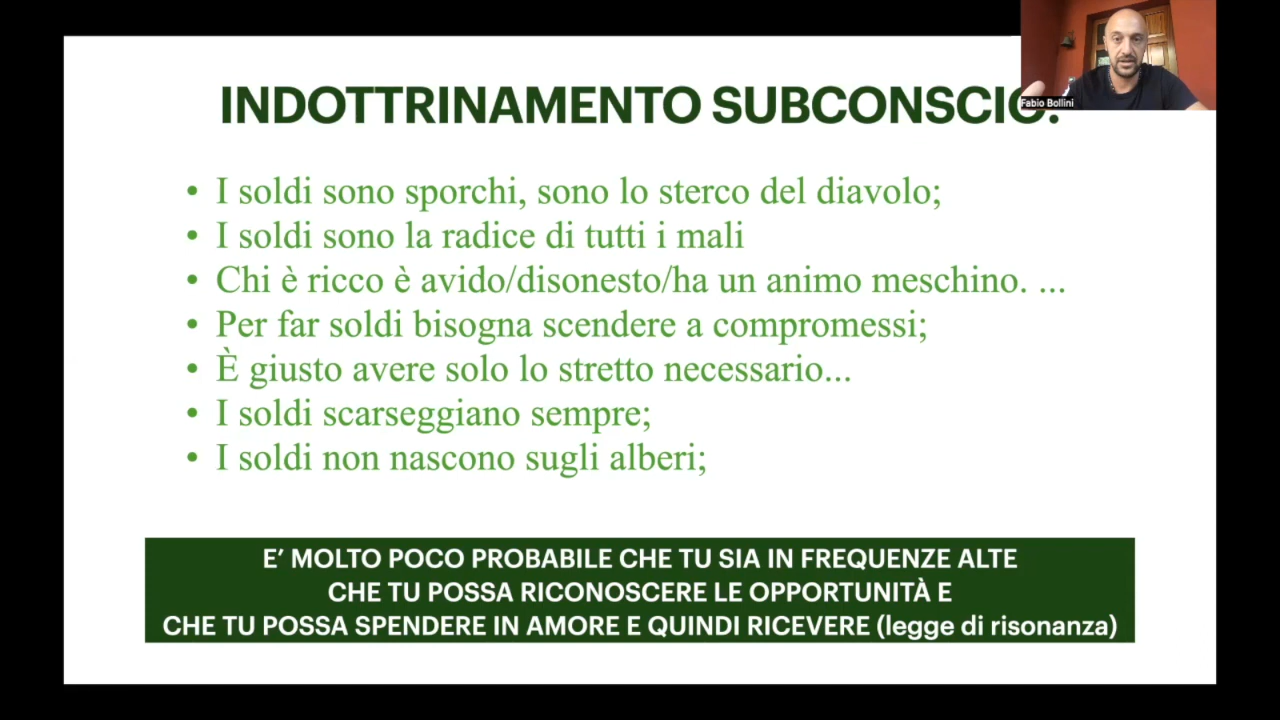 INDOTTRINAMENTO SUBCONSCIO:
Fabio Bollini
• I soldi sono sporchi, sono lo sterco del diavolo;
• I soldi sono la radice di tutti i mali
• Chi è ricco è avido/disonesto/ha un animo meschino. ...
• Per far soldi bisogna scendere a compromessi;
• È giusto avere solo lo stretto necessario...
• I soldi scarseggiano sempre;
• I soldi non nascono sugli alberi;
E’ MOLTO POCO PROBABILE CHE TU SIA IN FREQUENZE ALTE
CHE TU POSSA RICONOSCERE LE OPPORTUNITÀ E
CHE TU POSSA SPENDERE IN AMORE E QUINDI RICEVERE (legge di risonanza)